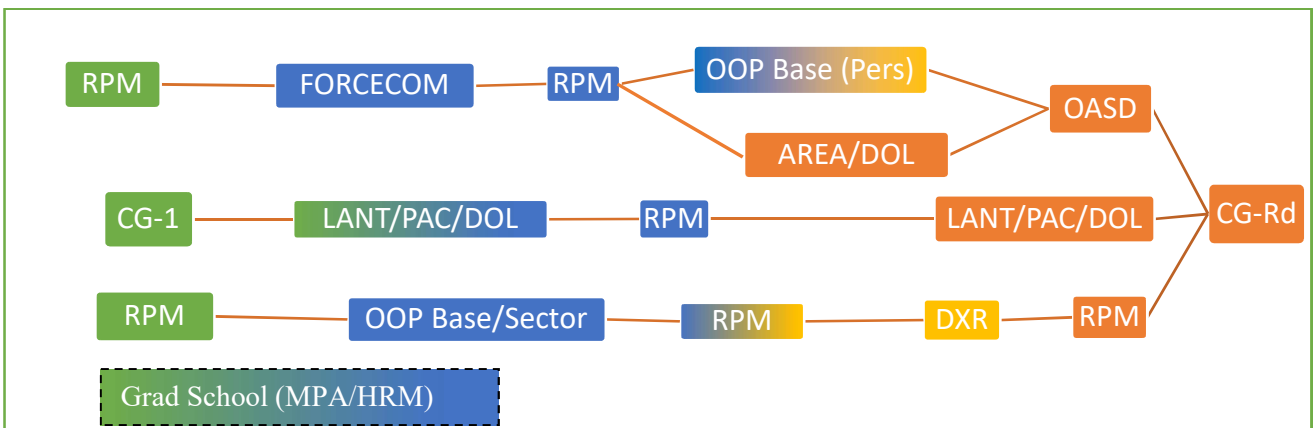 RPM
FORCECOM
RPM
OOP Base (Pers)
AREA/DOL
OASD
CG-1
LANT/PAC/DOL
RPM
LANT/PAC/DOL
CG-Rd
RPM
OOP Base/Sector
RPM
DXR
RPM
Grad School (MPA/HRM)